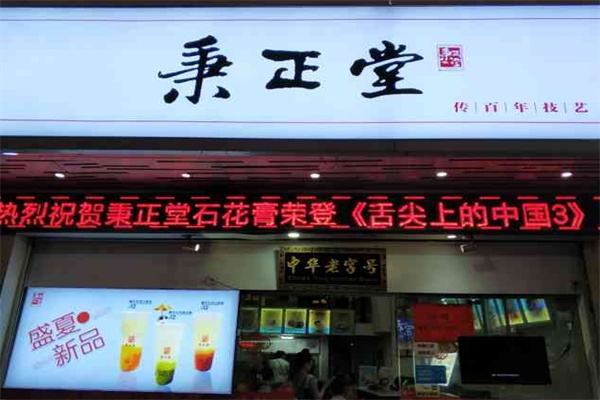 秉正堂
传百年技艺
热烈祝贺秉正堂石花膏荣登《舌尖上的中国3》
中华老字号
盛夏
新品